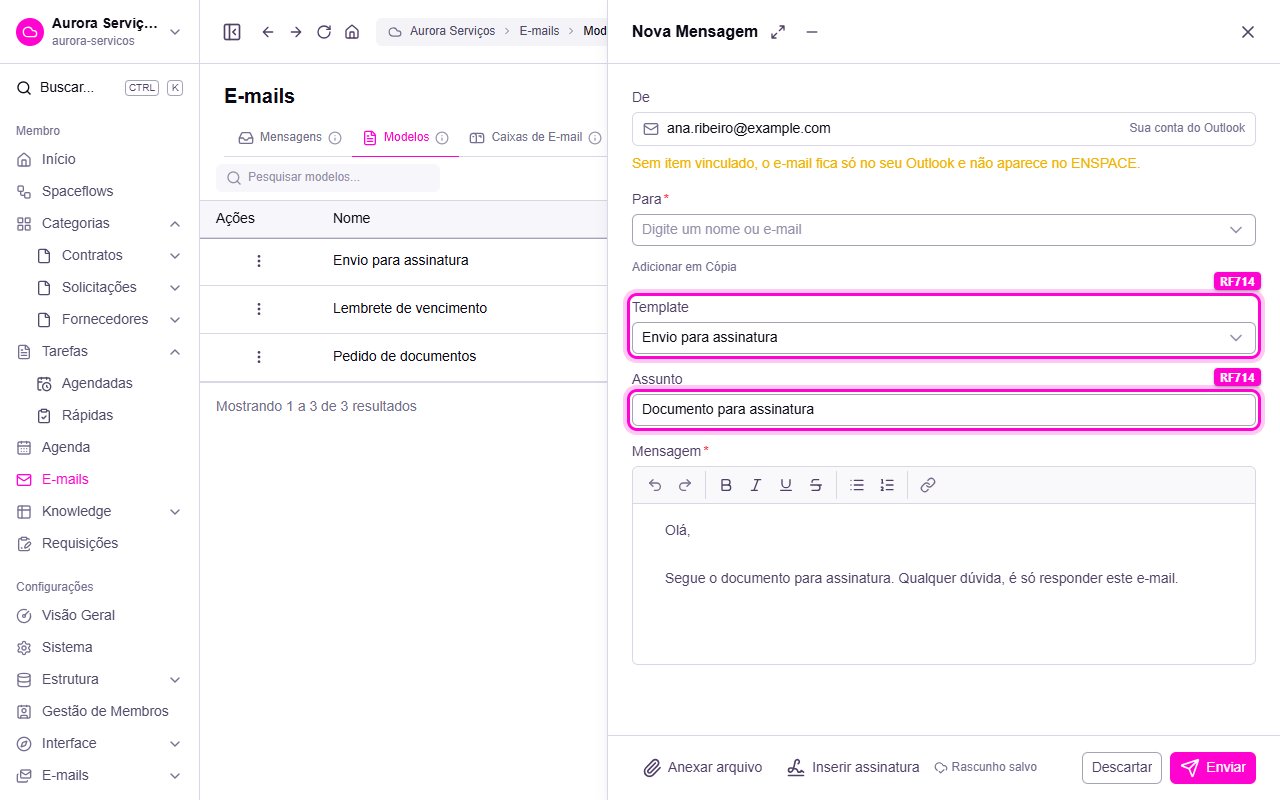 Aurora Serviç...
aurora-servicos
Buscar...
CTRL
K
Membro
Início
Spaceflows
Categorias
Contratos
Solicitações
Fornecedores
Tarefas
Agendadas
Rápidas
Agenda
E-mails
Knowledge
Requisições
Configurações
Visão Geral
Sistema
Estrutura
Gestão de Membros
Interface
E-mails
Aurora Serviços
E-mails
Mod
E-mails
Mensagens
Modelos
Caixas de E-mail
Pesquisar modelos...
Ações Nome
Envio para assinatura
Lembrete de vencimento
Pedido de documentos
Mostrando 1 a 3 de 3 resultados
Nova Mensagem
De
ana.ribeiro@example.com Sua conta do Outlook
Sem item vinculado, o e-mail fica só no seu Outlook e não aparece no ENSPACE.
Para*
Digite um nome ou e-mail
Adicionar em Cópia
RF714
Template
Envio para assinatura
RF714
Assunto
Documento para assinatura
Mensagem*
Olá,
Segue o documento para assinatura. Qualquer dúvida, é só responder este e-mail.
Anexar arquivo
Inserir assinatura
Rascunho salvo
Descartar
Enviar